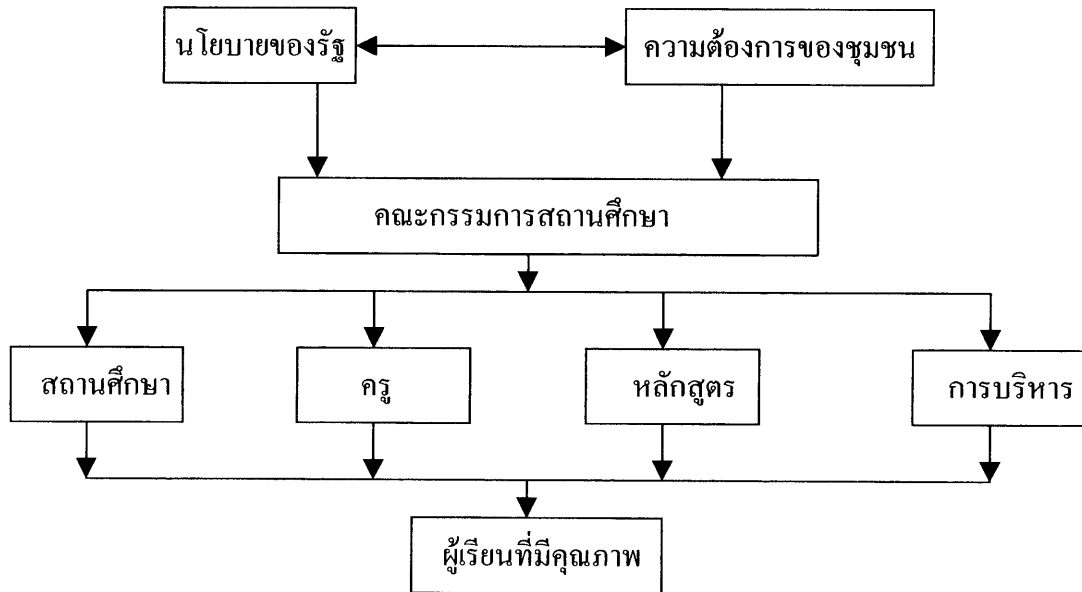 นโยบายของรัฐ
ความต้องการของชุมชน
คณะกรรมการสถานศึกษา
สถานศึกษา
ครู
หลักสูตร
การบริหาร
ผู้เรียนที่มีคุณภาพ